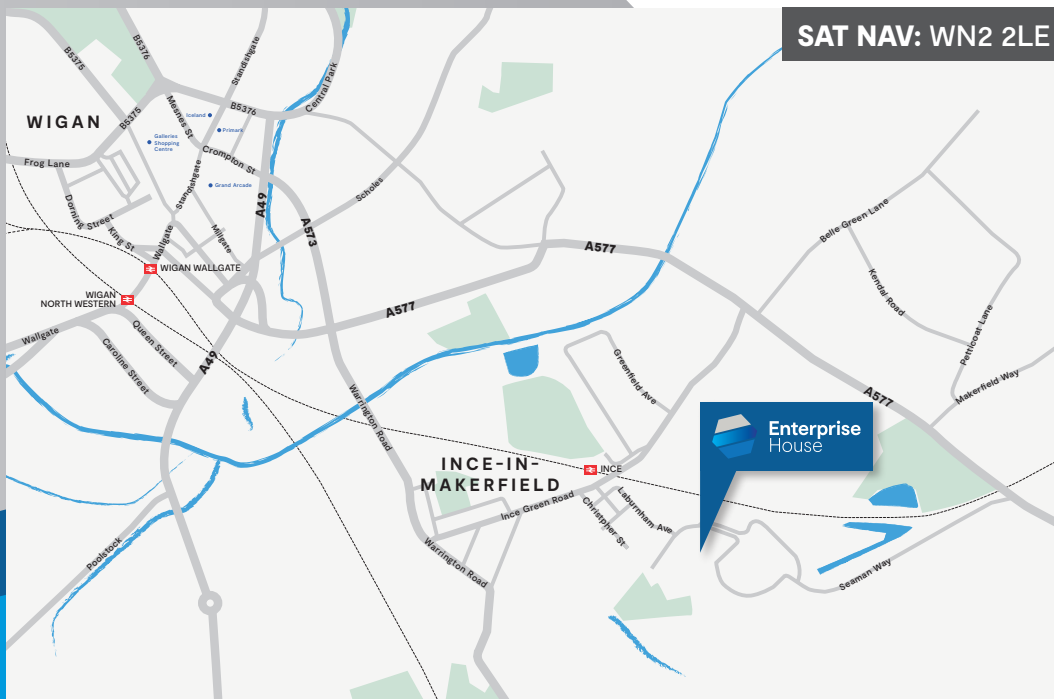 SAT NAV: WN2 2LE
B5375
B5376
Standishgate
Central Park
WIGAN
B5375
Mesnes St
B5376
Iceland
Primark
Galleries
Shopping
Centre
Frog Lane
Crompton St
Grand Arcade
Standishgate
Scholes
A49
A573
Dorning Street
King St
Wallgate
Millgate
Belle Green Lane
A577
WIGAN WALLGATE
WIGAN
NORTH WESTERN
Kendal Road
A577
Wallgate
Queen Street
Caroline Street
A49
Petticoat Lane
Greenfield Ave
Makerfield Way
Warrington Road
A577
Enterprise
House
INCE-IN-
MAKERFIELD
INCE
Ince Green Road
Christpher St
Laburnham Ave
Poolstock
Warrington Road
Seaman Way